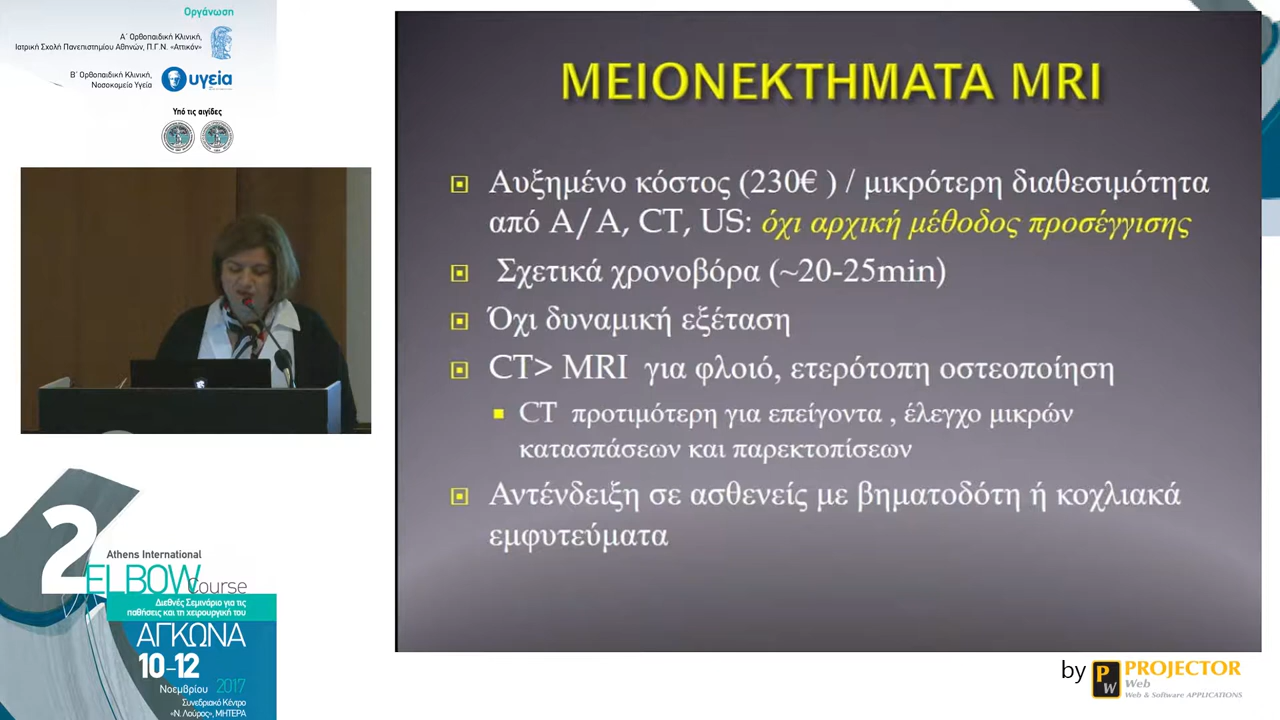 Οργάνωση
Α΄ Ορθοπαιδική Κλινική,
Ιατρική Σχολή Πανεπιστημίου Αθηνών, Π.Γ.Ν. «Αττικόν»
Β΄ Ορθοπαιδική Κλινική,
Νοσοκομείο Υγεία
υγεία
Υπό τις αιγίδες
ΜΕΙΟΝΕΚΤΗΜΑΤΑ MRI
Αυξημένο κόστος (230€ ) / μικρότερη διαθεσιμότητα
από Α/Α, CT, US: όχι αρχική μέθοδος προσέγγισης
Σχετικά χρονοβόρα (~20-25min)
Όχι δυναμική εξέταση
CT> MRI για φλοιό, ετερότοπη οστεοποίηση
CT προτιμότερη για επείγοντα , έλεγχο μικρών
κατασπάσεων και παρεκτοπίσεων
Αντένδειξη σε ασθενείς με βηματοδότη ή κοχλιακά
εμφυτεύματα
2
Athens International
ELBOW Course
Διεθνές Σεμινάριο για τις
παθήσεις και τη χειρουργική του
ΑΓΚΩΝΑ
10-12
Νοεμβρίου 2017
Συνεδριακό Κέντρο
«Ν. Λούρος», ΜΗΤΕΡΑ
by PW PROJECTOR
Web
Web & Software APPLICATIONS